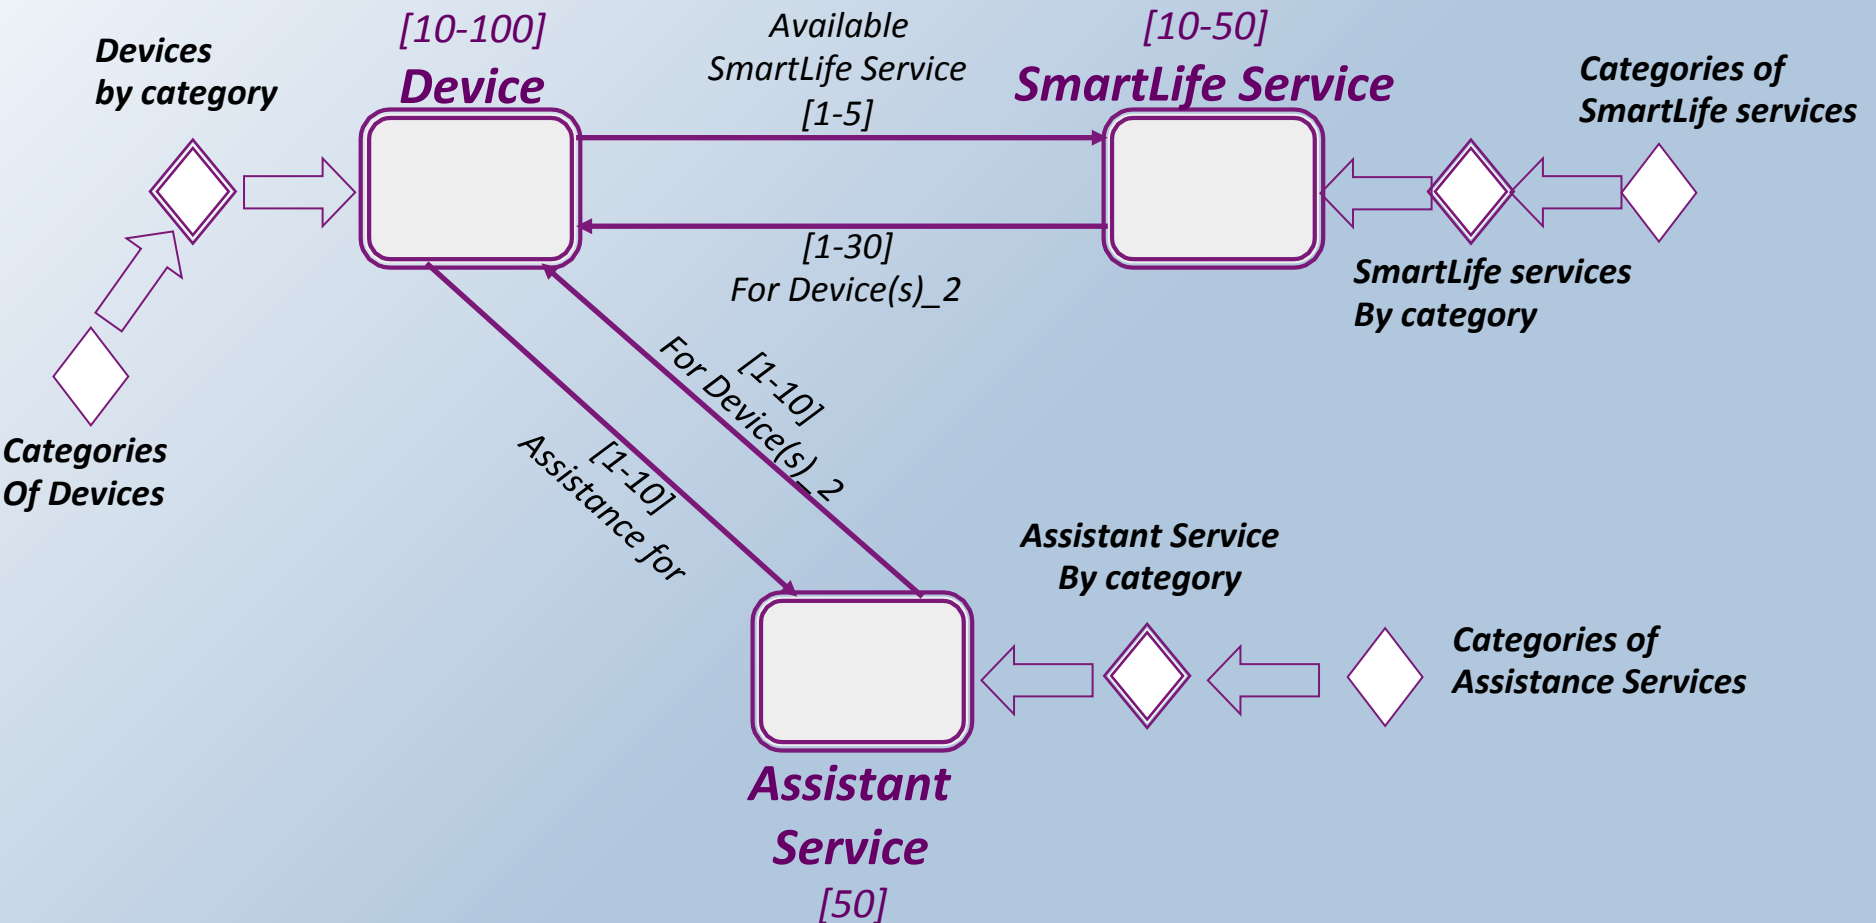 [10-100]
Device
Available
SmartLife Service
[1-5]
[10-50]
SmartLife Service
Devices
by category
Categories of
SmartLife services
[1-30]
For Device(s)_2
SmartLife services
By category
[1-10]
For Device(s)_2
[1-10]
Assistance for
Categories
Of Devices
Assistant Service
By category
Categories of
Assistance Services
Assistant
Service
[50]